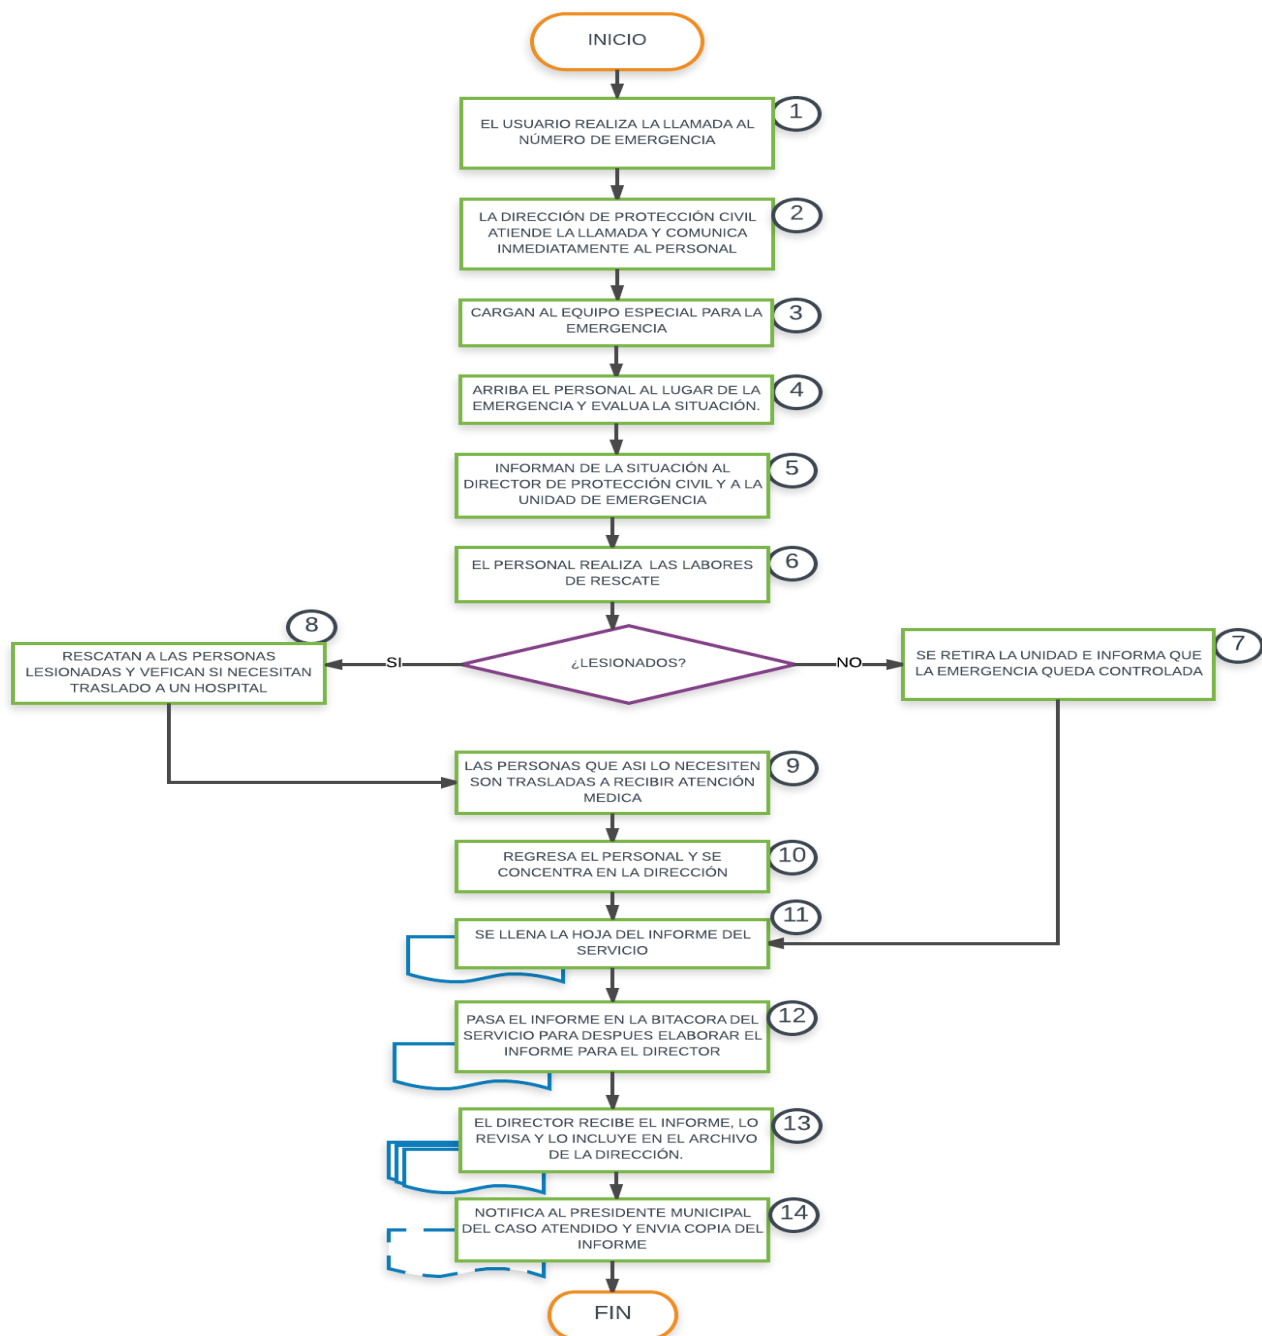 INICIO
1
EL USUARIO REALIZA LA LLAMADA AL
NÚMERO DE EMERGENCIA
2
LA DIRECCIÓN DE PROTECCIÓN CIVIL
ATIENDE LA LLAMADA Y COMUNICA
INMEDIATAMENTE AL PERSONAL
3
CARGAN AL EQUIPO ESPECIAL PARA LA
EMERGENCIA
4
ARRIBA EL PERSONAL AL LUGAR DE LA
EMERGENCIA Y EVALUA LA SITUACIÓN.
5
INFORMAN DE LA SITUACIÓN AL
DIRECTOR DE PROTECCIÓN CIVIL Y A LA
UNIDAD DE EMERGENCIA
6
EL PERSONAL REALIZA LAS LABORES
DE RESCATE
¿LESIONADOS?
SI
NO
8
RESCATAN A LAS PERSONAS
LESIONADAS Y VEFICAN SI NECESITAN
TRASLADO A UN HOSPITAL
7
SE RETIRA LA UNIDAD E INFORMA QUE
LA EMERGENCIA QUEDA CONTROLADA
9
LAS PERSONAS QUE ASI LO NECESITEN
SON TRASLADAS A RECIBIR ATENCIÓN
MEDICA
10
REGRESA EL PERSONAL Y SE
CONCENTRA EN LA DIRECCIÓN
11
SE LLENA LA HOJA DEL INFORME DEL
SERVICIO
12
PASA EL INFORME EN LA BITACORA DEL
SERVICIO PARA DESPUES ELABORAR EL
INFORME PARA EL DIRECTOR
13
EL DIRECTOR RECIBE EL INFORME, LO
REVISA Y LO INCLUYE EN EL ARCHIVO
DE LA DIRECCIÓN.
14
NOTIFICA AL PRESIDENTE MUNICIPAL
DEL CASO ATENDIDO Y ENVIA COPIA DEL
INFORME
FIN